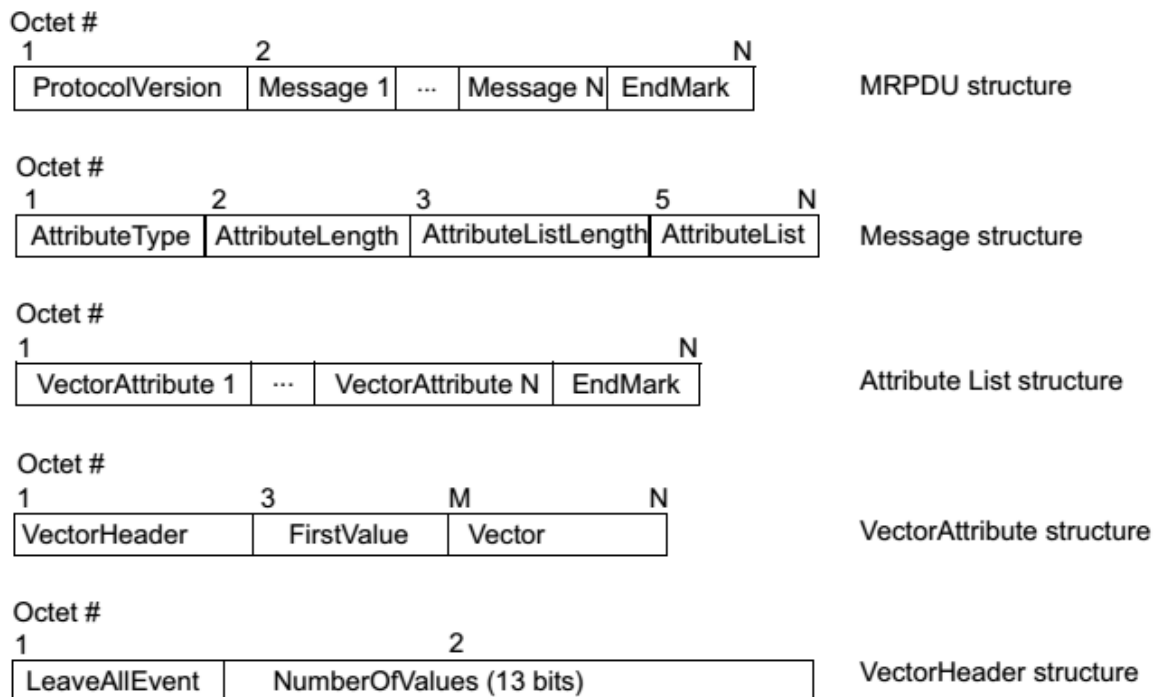 Octet #
1 2 N
ProtocolVersion Message 1 ... Message N EndMark MRPDU structure
Octet #
1 2 3 5 N
AttributeType AttributeLength AttributeListLength AttributeList Message structure
Octet #
1 N
VectorAttribute 1 ... VectorAttribute N EndMark Attribute List structure
Octet #
1 3 M N
VectorHeader FirstValue Vector VectorAttribute structure
Octet #
1 2
LeaveAllEvent NumberOfValues (13 bits) VectorHeader structure